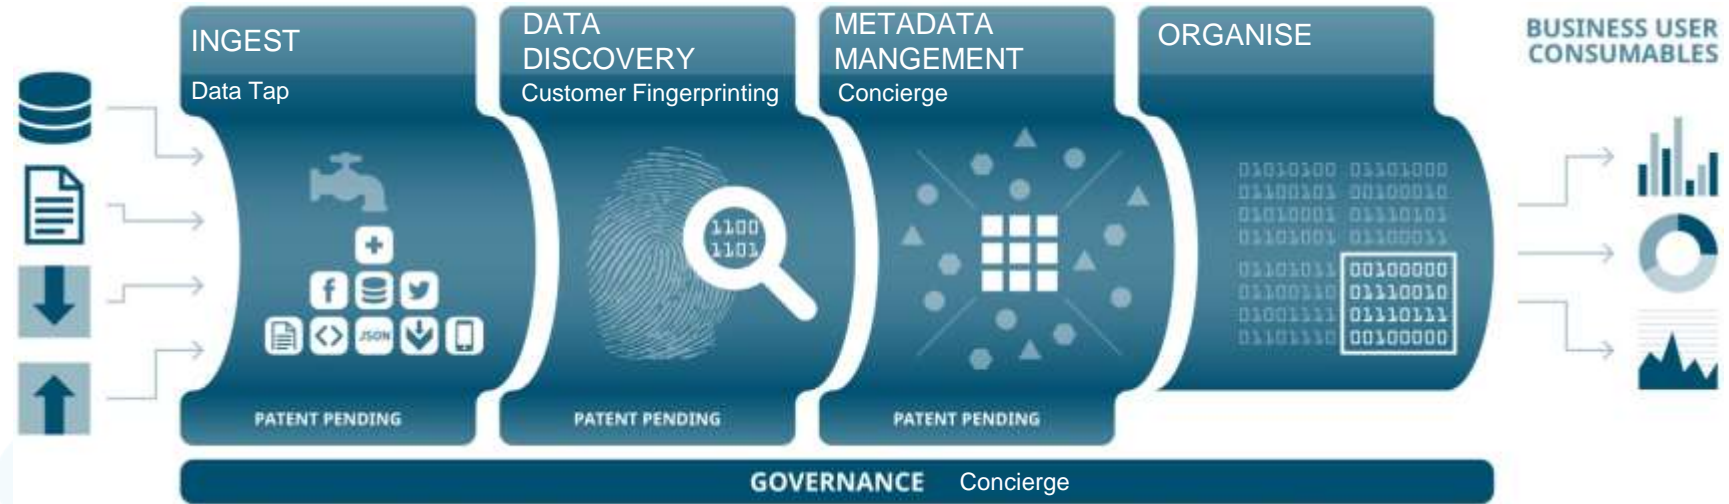 INGEST
Data Tap
DATA
DISCOVERY
Customer Fingerprinting
METADATA
MANGEMENT
Concierge
ORGANISE
BUSINESS USER
CONSUMABLES
f
JSON
1100
1101
01010100 01101000
01100101 00100010
01010001 01110101
01101001 01100011
01101011 00100000
01100110 01110010
01001111 01110111
01101110 00100000
PATENT PENDING
PATENT PENDING
PATENT PENDING
GOVERNANCE Concierge